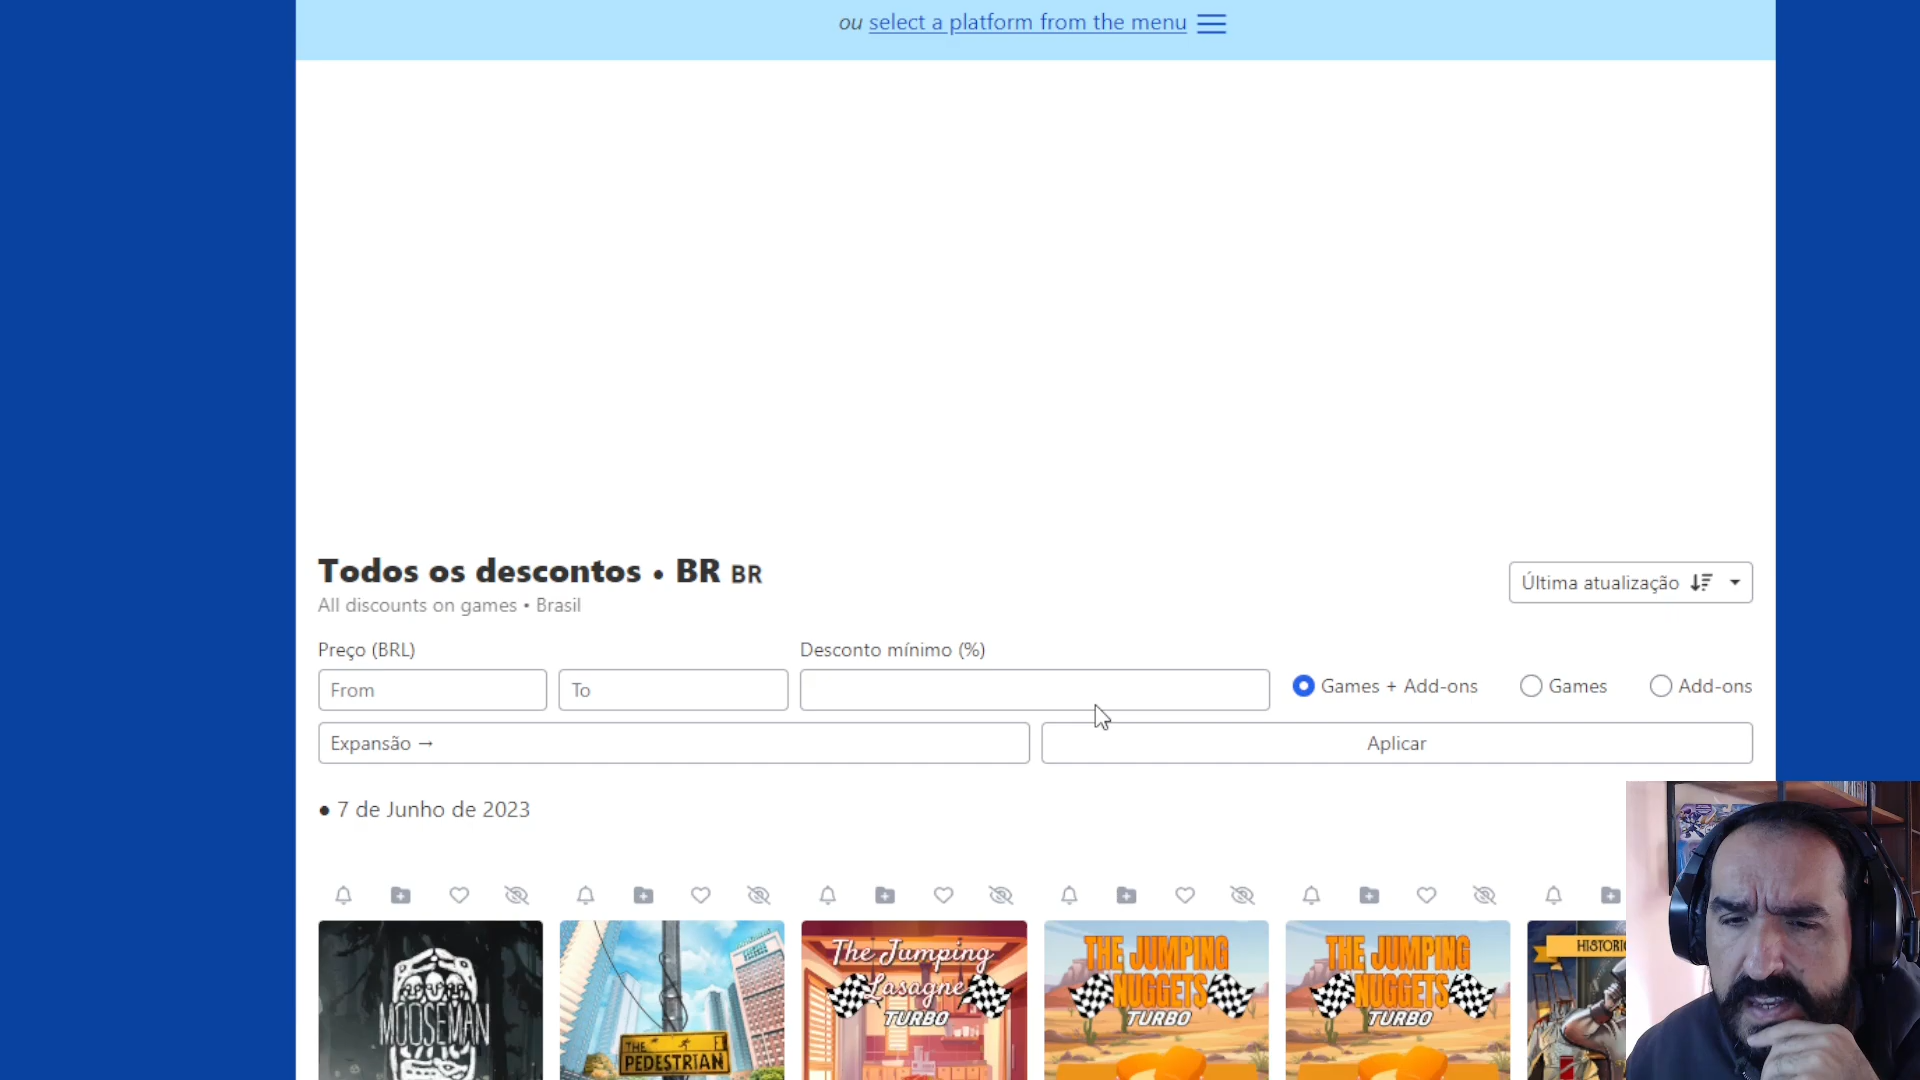 ou select a platform from the menu
Todos os descontos • BR BR
All discounts on games • Brasil
Última atualização
Preço (BRL)
Desconto mínimo (%)
From
To
Games + Add-ons
Games
Add-ons
Expansão →
Aplicar
• 7 de Junho de 2023
MOOSEMAN
THE
PEDESTRIAN
The Jumping
Lasagne
TURBO
THE JUMPING
NUGGETS
TURBO
THE JUMPING
NUGGETS
TURBO